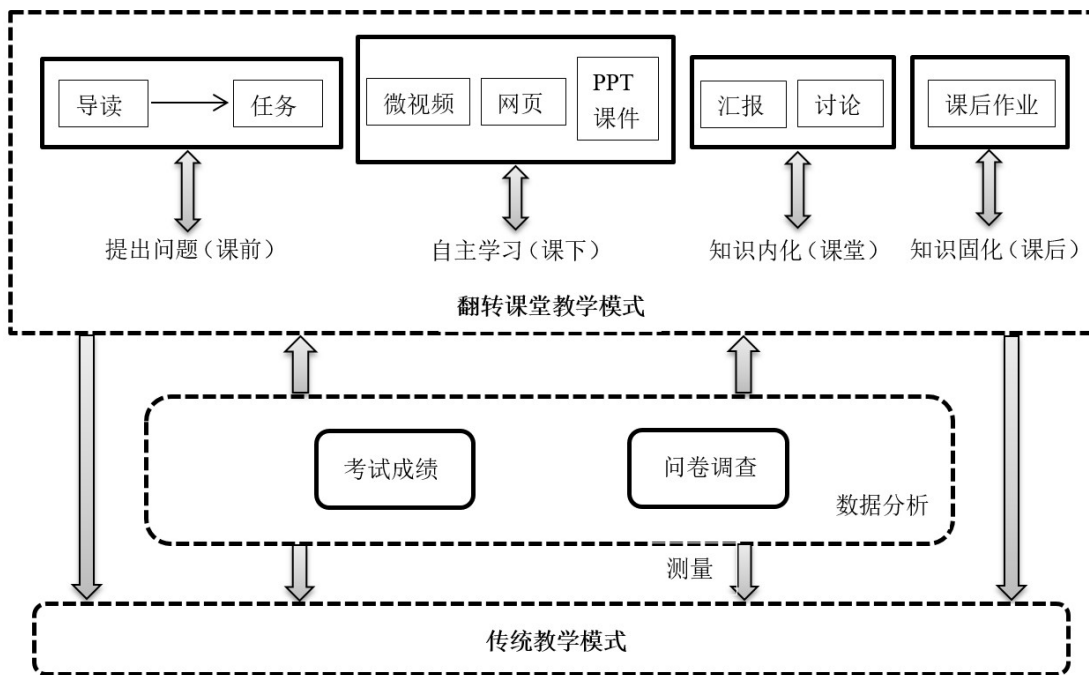 导读
任务
微视频
网页
PPT
课件
汇报
讨论
课后作业
提出问题(课前)
自主学习(课下)
知识内化(课堂)
知识固化(课后)
翻转课堂教学模式
考试成绩
问卷调查
数据分析
测量
传统教学模式